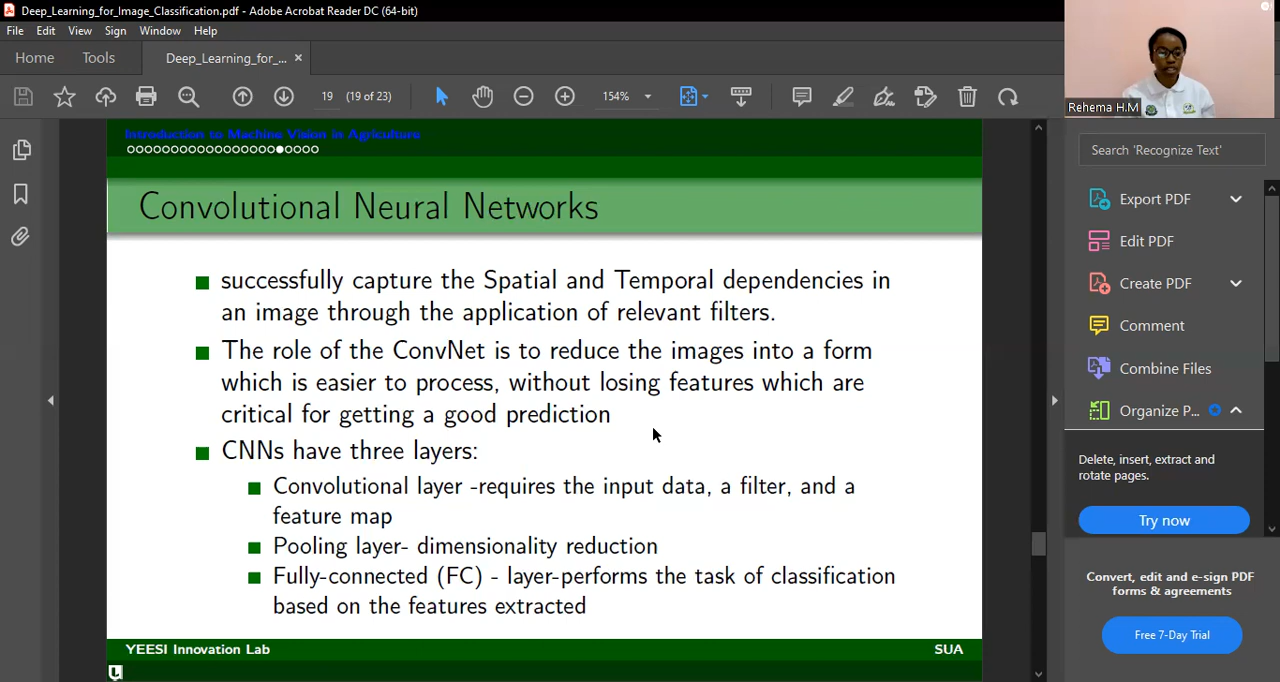 Deep_Learning_for_Image_Classification.pdf - Adobe Acrobat Reader DC (64-bit)
File Edit View Sign Window Help
Home Tools Deep_Learning_for_... ×
19 (19 of 23) 154%
Rehema H.M
Introduction to Machine Vision in Agriculture
Convolutional Neural Networks
successfully capture the Spatial and Temporal dependencies in
an image through the application of relevant filters.
The role of the ConvNet is to reduce the images into a form
which is easier to process, without losing features which are
critical for getting a good prediction
CNNs have three layers:
Convolutional layer -requires the input data, a filter, and a
feature map
Pooling layer- dimensionality reduction
Fully-connected (FC) - layer-performs the task of classification
based on the features extracted
YEESI Innovation Lab SUA
Search 'Recognize Text'
Export PDF
Edit PDF
Create PDF
Comment
Combine Files
Organize P...
Delete, insert, extract and
rotate pages.
Try now
Convert, edit and e-sign PDF
forms & agreements
Free 7-Day Trial